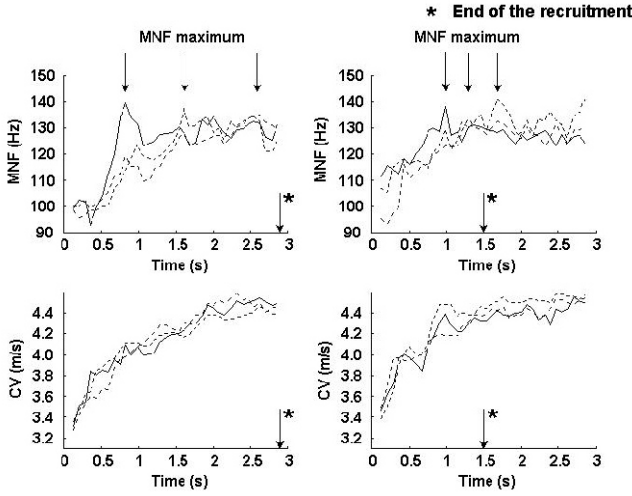 * End of the recruitment
MNF maximum MNF maximum
150 150
140 140
130 130
120 120
110 110
100 100
90 90
MNF (Hz) MNF (Hz)
* *
0 0.5 1 1.5 2 2.5 3 0 0.5 1 1.5 2 2.5 3
Time (s) Time (s)
4.4 4.4
4.2 4.2
4.0 4.0
3.8 3.8
3.6 3.6
3.4 3.4
3.2 3.2
CV (m/s) CV (m/s)
* *
0 0.5 1 1.5 2 2.5 3 0 0.5 1 1.5 2 2.5 3
Time (s) Time (s)